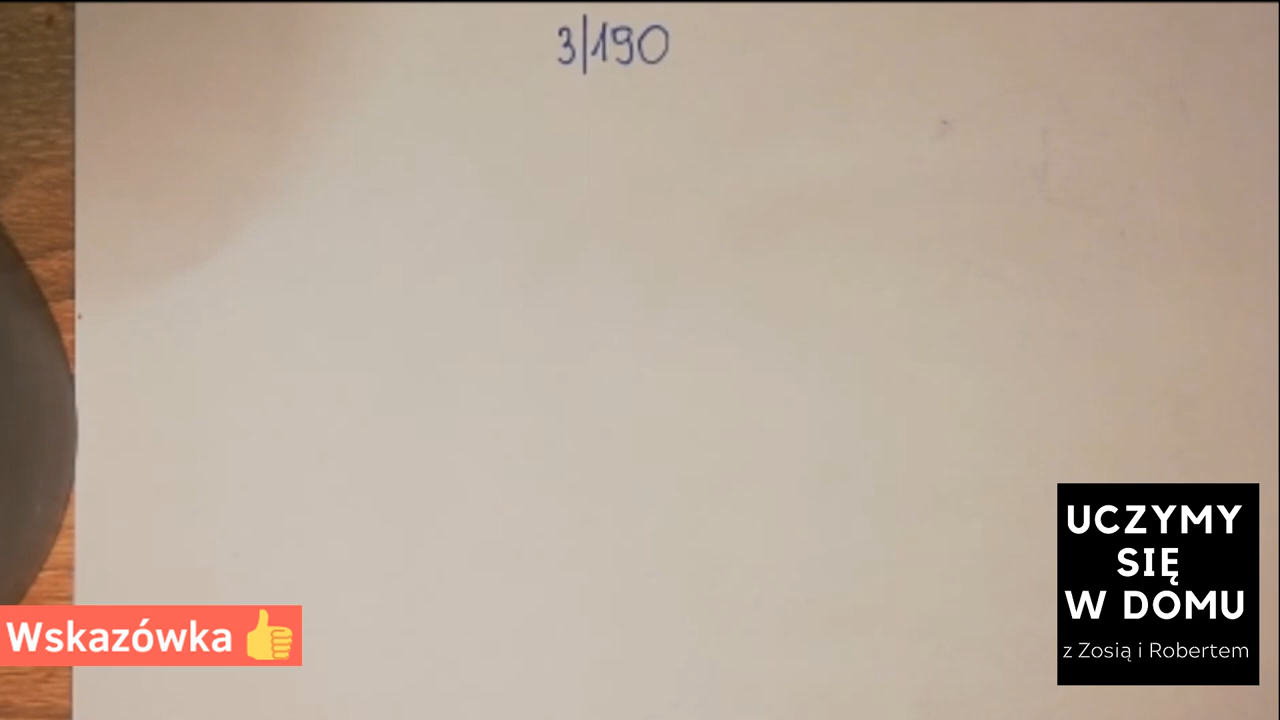 3/190
Wskazówka
UCZYMY
SIĘ
W DOMU
z Zosią i Robertem